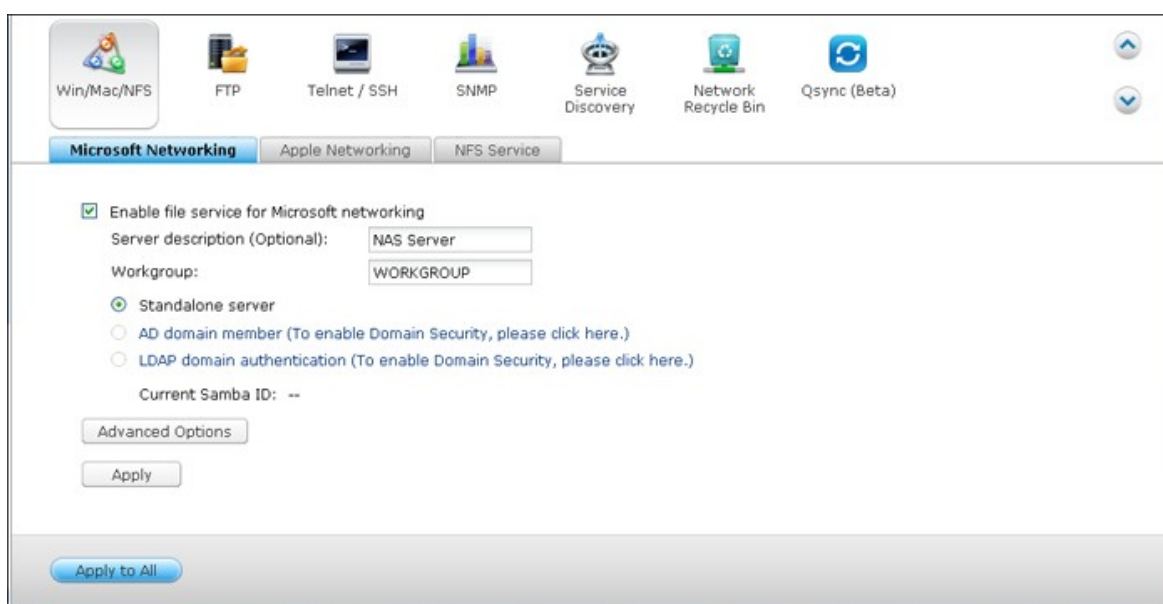 Win/Mac/NFS
FTP
Telnet / SSH
SNMP
Service
Discovery
Network
Recycle Bin
Qsync (Beta)
Microsoft Networking
Apple Networking
NFS Service
Enable file service for Microsoft networking
Server description (Optional): NAS Server
Workgroup: WORKGROUP
Standalone server
AD domain member (To enable Domain Security, please click here.)
LDAP domain authentication (To enable Domain Security, please click here.)
Current Samba ID: --
Advanced Options
Apply
Apply to All